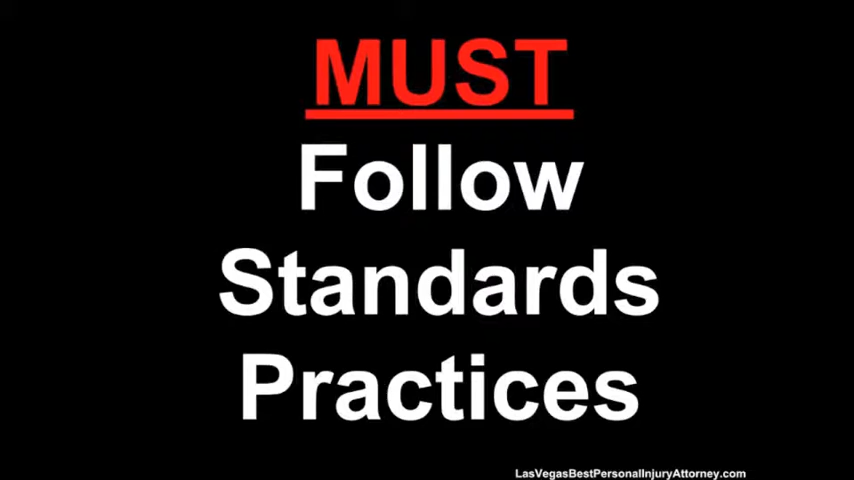 MUST
Follow
Standards
Practices
LasVegasBestPersonalInjuryAttorney.com